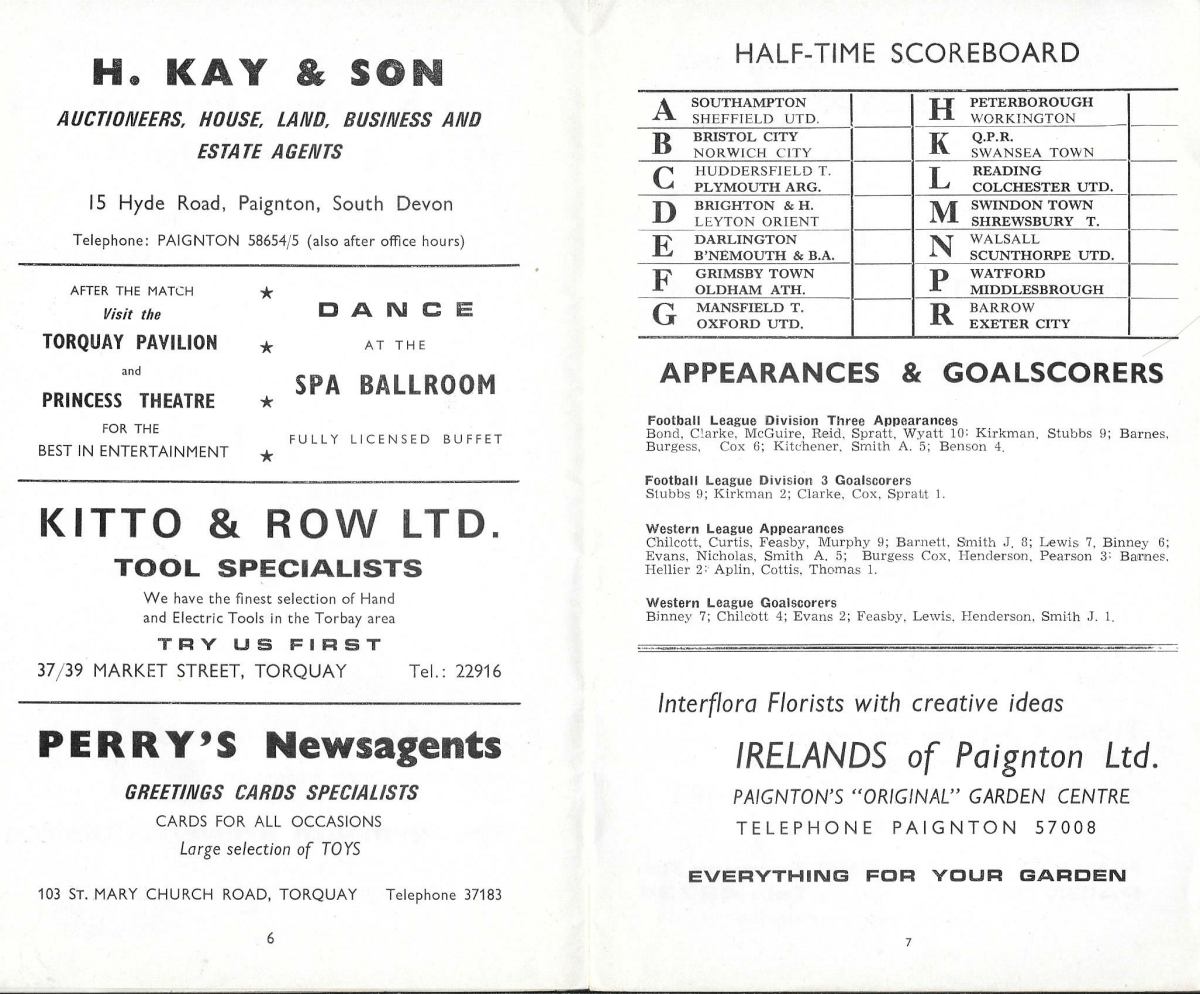 H. KAY & SON
AUCTIONEERS, HOUSE, LAND, BUSINESS AND
ESTATE AGENTS
15 Hyde Road, Paignton, South Devon
Telephone: PAIGNTON 58654/5 (also after office hours)
AFTER THE MATCH
Visit the
TORQUAY PAVILION
and
PRINCESS THEATRE
FOR THE
BEST IN ENTERTAINMENT
DANCE
AT THE
SPA BALLROOM
FULLY LICENSED BUFFET
KITTO & ROW LTD.
TOOL SPECIALISTS
We have the finest selection of Hand
and Electric Tools in the Torbay area
TRY US FIRST
37/39 MARKET STREET, TORQUAY Tel.: 22916
PERRY'S Newsagents
GREETINGS CARDS SPECIALISTS
CARDS FOR ALL OCCASIONS
Large selection of TOYS
103 ST. MARY CHURCH ROAD, TORQUAY Telephone 37183
6
HALF-TIME SCOREBOARD
A SOUTHAMPTON
SHEFFIELD UTD.
B BRISTOL CITY
NORWICH CITY
C HUDDERSFIELD T.
PLYMOUTH ARG.
D BRIGHTON & H.
LEYTON ORIENT
E DARLINGTON
B'NEMOUTH & B.A.
F GRIMSBY TOWN
OLDHAM ATH.
G MANSFIELD T.
OXFORD UTD.
H PETERBOROUGH
WORKINGTON
K Q.P.R.
SWANSEA TOWN
L READING
COLCHESTER UTD.
M SWINDON TOWN
SHREWSBURY T.
N WALSALL
SCUNTHORPE UTD.
P WATFORD
MIDDLESBROUGH
R BARROW
EXETER CITY
APPEARANCES & GOALSCORERS
Football League Division Three Appearances
Bond, Clarke, McGuire, Reid, Spratt, Wyatt 10; Kirkman, Stubbs 9; Barnes,
Burgess, Cox 6; Kitchener, Smith A. 5; Benson 4.
Football League Division 3 Goalscorers
Stubbs 9; Kirkman 2; Clarke, Cox, Spratt 1.
Western League Appearances
Chilcott, Curtis, Feasby, Murphy 9; Barnett, Smith J. 8; Lewis 7, Binney 6;
Evans, Nicholas, Smith A. 5; Burgess Cox, Henderson, Pearson 3; Barnes,
Hellier 2; Aplin, Cottis, Thomas 1.
Western League Goalscorers
Binney 7; Chilcott 4; Evans 2; Feasby, Lewis, Henderson, Smith J. 1.
Interflora Florists with creative ideas
IRELANDS of Paignton Ltd.
PAIGNTON'S "ORIGINAL" GARDEN CENTRE
TELEPHONE PAIGNTON 57008
EVERYTHING FOR YOUR GARDEN
7